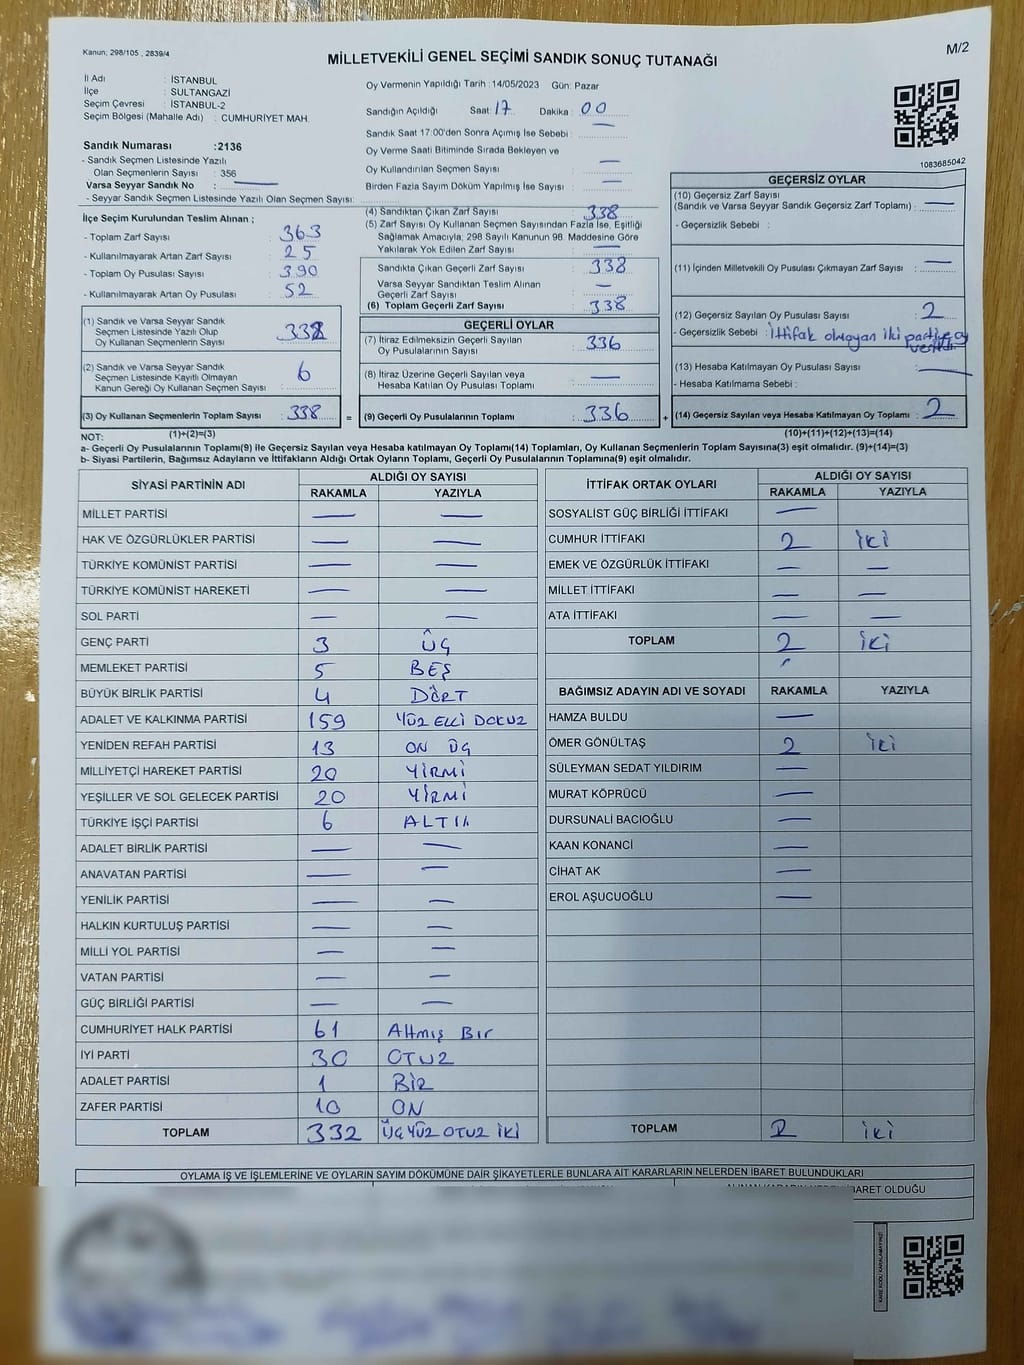 Kanun; 298/105 , 2839/4
M/2
MİLLETVEKİLİ GENEL SEÇİMİ SANDIK SONUÇ TUTANAĞI
İl Adı : İSTANBUL
İlçe : SULTANGAZİ
Seçim Çevresi : İSTANBUL-2
Seçim Bölgesi (Mahalle Adı) : CUMHURİYET MAH.
Sandık Numarası :2136
- Sandık Seçmen Listesinde Yazılı
Olan Seçmenlerin Sayısı : 356
Varsa Seyyar Sandık No : —
- Seyyar Sandık Seçmen Listesinde Yazılı Olan Seçmen Sayısı:
Oy Vermenin Yapıldığı Tarih :14/05/2023 Gün: Pazar
Sandığın Açıldığı Saat: 17 Dakika : 00
Sandık Saat 17:00'den Sonra Açımış İse Sebebi : —
Oy Verme Saati Bitiminde Sırada Bekleyen ve
Oy Kullandırılan Seçmen Sayısı : —
Birden Fazla Sayım Döküm Yapılmış İse Sayısı : —
1083685042
İlçe Seçim Kurulundan Teslim Alınan ;
- Toplam Zarf Sayısı : 363
- Kullanılmayarak Artan Zarf Sayısı : 25
- Toplam Oy Pusulası Sayısı : 390
- Kullanılmayarak Artan Oy Pusulası : 52
(1) Sandık ve Varsa Seyyar Sandık
Seçmen Listesinde Yazılı Olup
Oy Kullanan Seçmenlerin Sayısı : 332
(2) Sandık ve Varsa Seyyar Sandık
Seçmen Listesinde Kayıtlı Olmayan
Kanun Gereği Oy Kullanan Seçmen Sayısı : 6
(3) Oy Kullanan Seçmenlerin Toplam Sayısı : 338 =
(1)+(2)=(3)
(4) Sandıktan Çıkan Zarf Sayısı : 338
(5) Zarf Sayısı Oy Kullanan Seçmen Sayısından Fazla İse, Eşitliği
Sağlamak Amacıyla, 298 Sayılı Kanunun 98. Maddesine Göre
Yakılarak Yok Edilen Zarf Sayısı : —
Sandıkta Çıkan Geçerli Zarf Sayısı : 338
Varsa Seyyar Sandıktan Teslim Alınan
Geçerli Zarf Sayısı : —
(6) Toplam Geçerli Zarf Sayısı : 338
GEÇERLİ OYLAR
(7) İtiraz Edilmeksizin Geçerli Sayılan
Oy Pusulalarının Sayısı : 336
(8) İtiraz Üzerine Geçerli Sayılan veya
Hesaba Katılan Oy Pusulası Toplamı : —
(9) Geçerli Oy Pusulalarının Toplamı : 336 +
GEÇERSİZ OYLAR
(10) Geçersiz Zarf Sayısı
(Sandık ve Varsa Seyyar Sandık Geçersiz Zarf Toplamı) : —
- Geçersizlik Sebebi :
(11) İçinden Milletvekili Oy Pusulası Çıkmayan Zarf Sayısı : —
(12) Geçersiz Sayılan Oy Pusulası Sayısı : 2
- Geçersizlik Sebebi : İttifak olmayan iki partiye oy
verildi.
(13) Hesaba Katılmayan Oy Pusulası Sayısı : —
- Hesaba Katılmama Sebebi :
(14) Geçersiz Sayılan veya Hesaba Katılmayan Oy Toplamı : 2
(10)+(11)+(12)+(13)=(14)
NOT:
a- Geçerli Oy Pusulalarının Toplamı(9) ile Geçersiz Sayılan veya Hesaba katılmayan Oy Toplamı(14) Toplamları, Oy Kullanan Seçmenlerin Toplam Sayısına(3) eşit olmalıdır. (9)+(14)=(3)
b- Siyasi Partilerin, Bağımsız Adayların ve İttifakların Aldığı Ortak Oyların Toplamı, Geçerli Oy Pusulalarının Toplamına(9) eşit olmalıdır.
SİYASİ PARTİNİN ADI ALDIĞI OY SAYISI
RAKAMLA YAZIYLA
MİLLET PARTİSİ — —
HAK VE ÖZGÜRLÜKLER PARTİSİ — —
TÜRKİYE KOMÜNİST PARTİSİ — —
TÜRKİYE KOMÜNİST HAREKETİ — —
SOL PARTİ — —
GENÇ PARTİ 3 ÜÇ
MEMLEKET PARTİSİ 5 BEŞ
BÜYÜK BİRLİK PARTİSİ 4 DÖRT
ADALET VE KALKINMA PARTİSİ 159 YÜZ ELLİ DOKUZ
YENİDEN REFAH PARTİSİ 13 ON ÜÇ
MİLLİYETÇİ HAREKET PARTİSİ 20 YİRMİ
YEŞİLLER VE SOL GELECEK PARTİSİ 20 YİRMİ
TÜRKİYE İŞÇİ PARTİSİ 6 ALTI
ADALET BİRLİK PARTİSİ — —
ANAVATAN PARTİSİ — —
YENİLİK PARTİSİ — —
HALKIN KURTULUŞ PARTİSİ — —
MİLLİ YOL PARTİSİ — —
VATAN PARTİSİ — —
GÜÇ BİRLİĞİ PARTİSİ — —
CUMHURİYET HALK PARTİSİ 61 Altmış Bir
İYİ PARTİ 30 OTUZ
ADALET PARTİSİ 1 BİR
ZAFER PARTİSİ 10 ON
TOPLAM 332 ÜÇ YÜZ OTUZ İKİ
İTTİFAK ORTAK OYLARI ALDIĞI OY SAYISI
RAKAMLA YAZIYLA
SOSYALİST GÜÇ BİRLİĞİ İTTİFAKI —
CUMHUR İTTİFAKI 2 İKİ
EMEK VE ÖZGÜRLÜK İTTİFAKI — —
MİLLET İTTİFAKI — —
ATA İTTİFAKI — —
TOPLAM 2 İKİ
BAĞIMSIZ ADAYIN ADI VE SOYADI RAKAMLA YAZIYLA
HAMZA BULDU —
ÖMER GÖNÜLTAŞ 2 İKİ
SÜLEYMAN SEDAT YILDIRIM —
MURAT KÖPRÜCÜ —
DURSUNALİ BACIOĞLU —
KAAN KONANCİ —
CİHAT AK —
EROL AŞUCUOĞLU —
TOPLAM 2 İKİ
OYLAMA İŞ VE İŞLEMLERİNE VE OYLARIN SAYIM DÖKÜMÜNE DAİR ŞİKAYETLERLE BUNLARA AİT KARARLARIN NELERDEN İBARET BULUNDUKLARI
İBARET OLDUĞU
KARE KODU KARALAMAYINIZ!